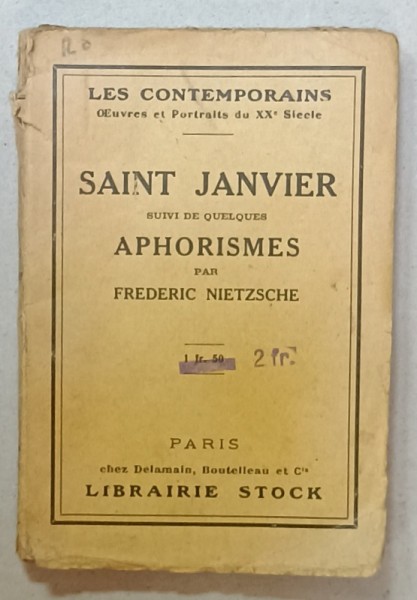 R o
LES CONTEMPORAINS
Œuvres et Portraits du XXe Siecle
SAINT JANVIER
SUIVI DE QUELQUES
APHORISMES
PAR
FREDERIC NIETZSCHE
1 fr. 50 2 fr.
PARIS
chez Delamain, Boutelleau et Cie
LIBRAIRIE STOCK